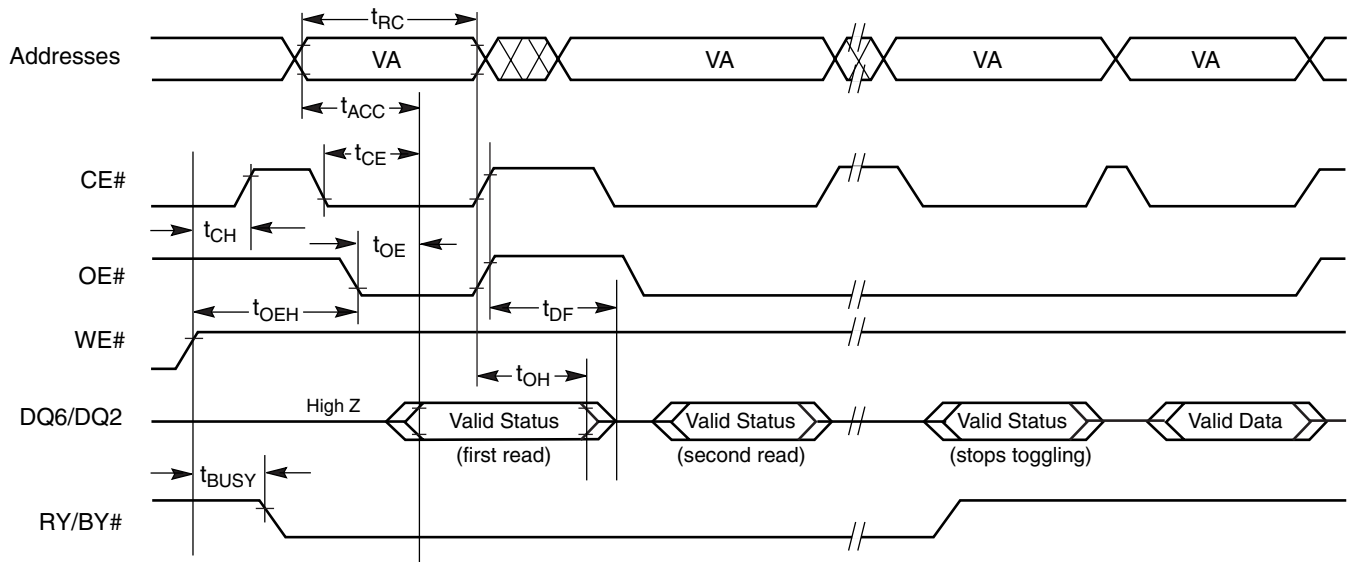 tRC
Addresses VA VA VA VA
tACC
tCE
CE#
tCH tOE
OE#
tOEH tDF
WE#
tOH
DQ6/DQ2 High Z Valid Status Valid Status Valid Status Valid Data
(first read) (second read) (stops toggling)
tBUSY
RY/BY#